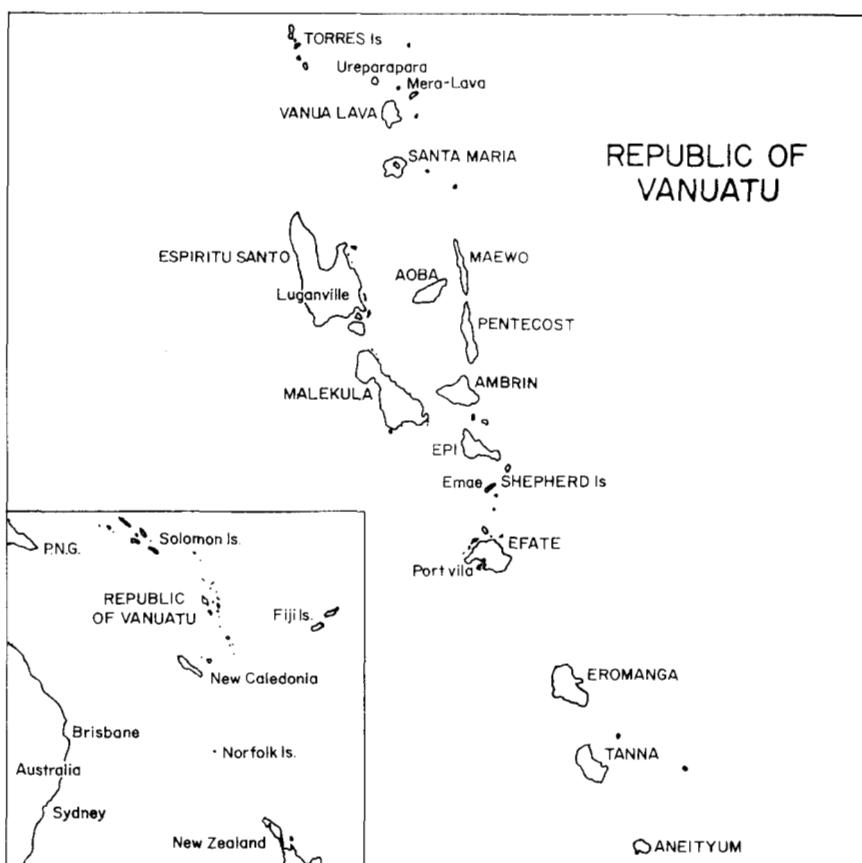 TORRES Is
Ureparapara
Mera-Lava
VANUA LAVA
SANTA MARIA
REPUBLIC OF
VANUATU
ESPIRITU SANTO
MAEWO
AOBA
Luganville
PENTECOST
AMBRIN
MALEKULA
EPI
Emae
SHEPHERD Is
EFATE
Port vila
EROMANGA
TANNA
ANEITYUM
P.N.G.
Solomon Is.
REPUBLIC
OF VANUATU
Fiji Is.
New Caledonia
Brisbane
Norfolk Is.
Australia
Sydney
New Zealand